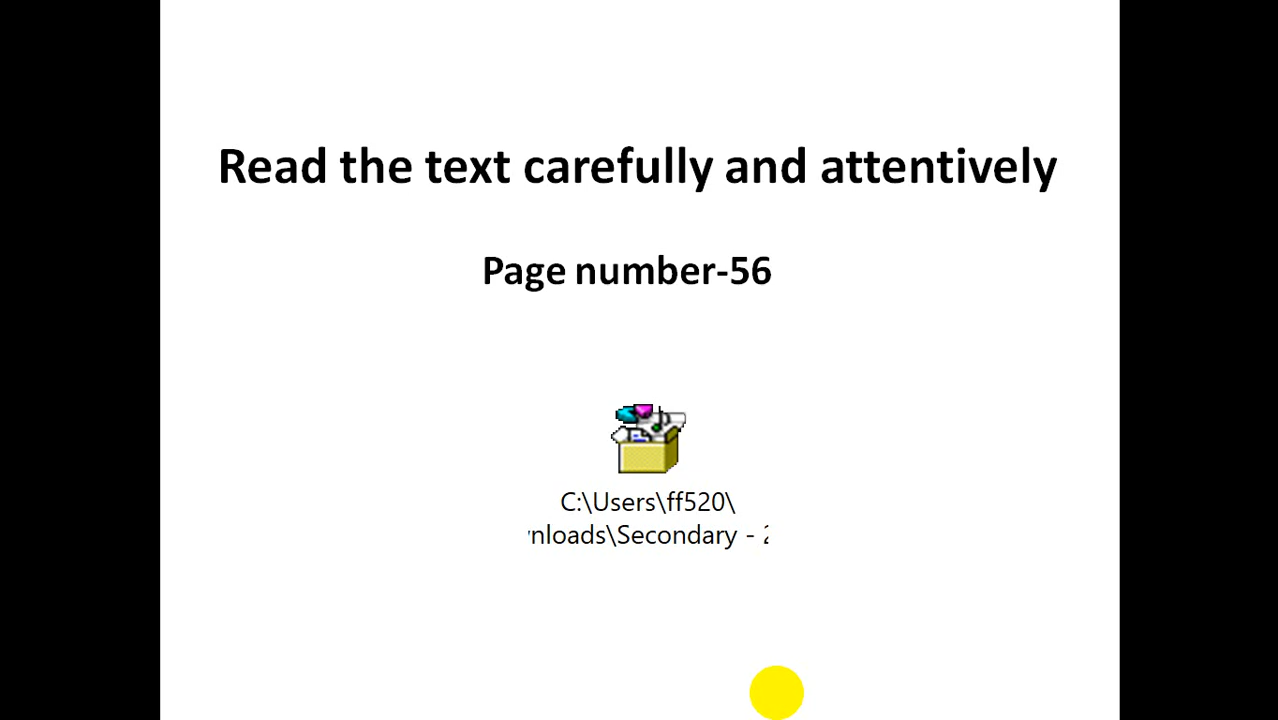 Read the text carefully and attentively
Page number-56
C:\Users\ff520\
nloads\Secondary -